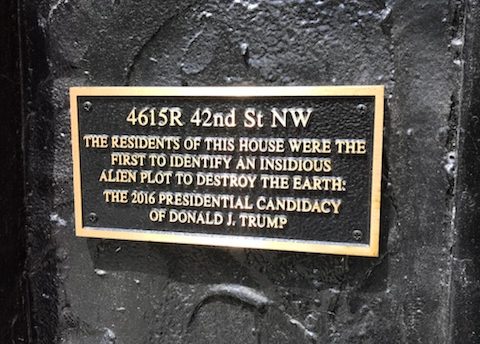 4615R 42nd St NW
THE RESIDENTS OF THIS HOUSE WERE THE
FIRST TO IDENTIFY AN INSIDIOUS
ALIEN PLOT TO DESTROY THE EARTH:
THE 2016 PRESIDENTIAL CANDIDACY
OF DONALD J. TRUMP